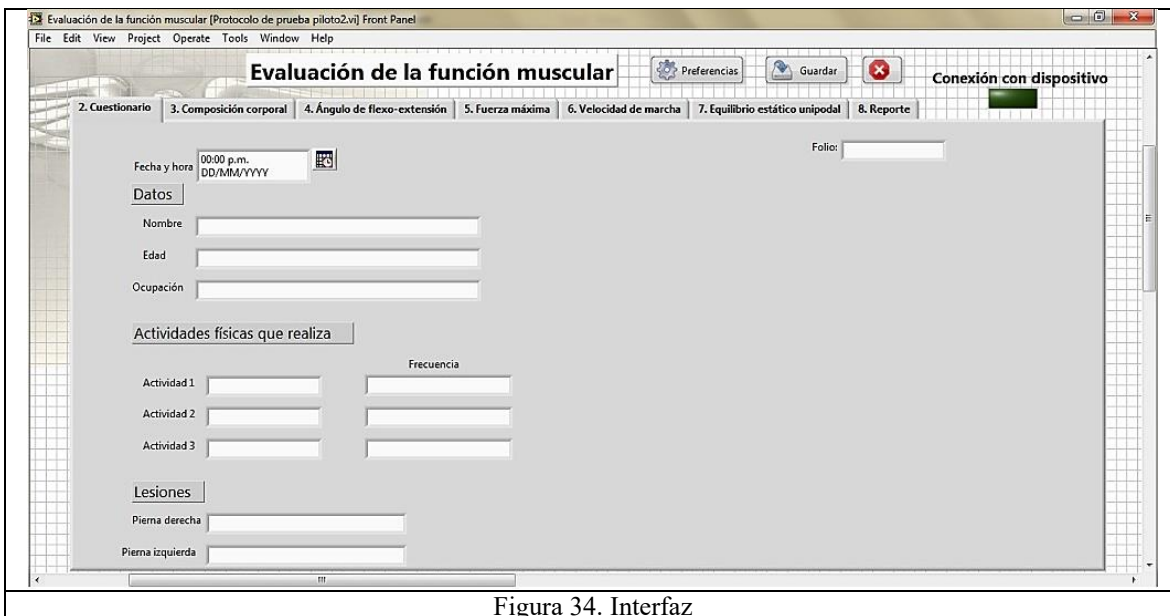 Evaluación de la función muscular [Protocolo de prueba piloto2.vi] Front Panel
File Edit View Project Operate Tools Window Help
Evaluación de la función muscular
Preferencias
Guardar
Conexión con dispositivo
2. Cuestionario 3. Composición corporal 4. Ángulo de flexo-extensión 5. Fuerza máxima 6. Velocidad de marcha 7. Equilibrio estático unipodal 8. Reporte
Folio:
Fecha y hora 00:00 p.m.
DD/MM/YYYY
Datos
Nombre
Edad
Ocupación
Actividades físicas que realiza
Frecuencia
Actividad 1
Actividad 2
Actividad 3
Lesiones
Pierna derecha
Pierna izquierda
Figura 34. Interfaz